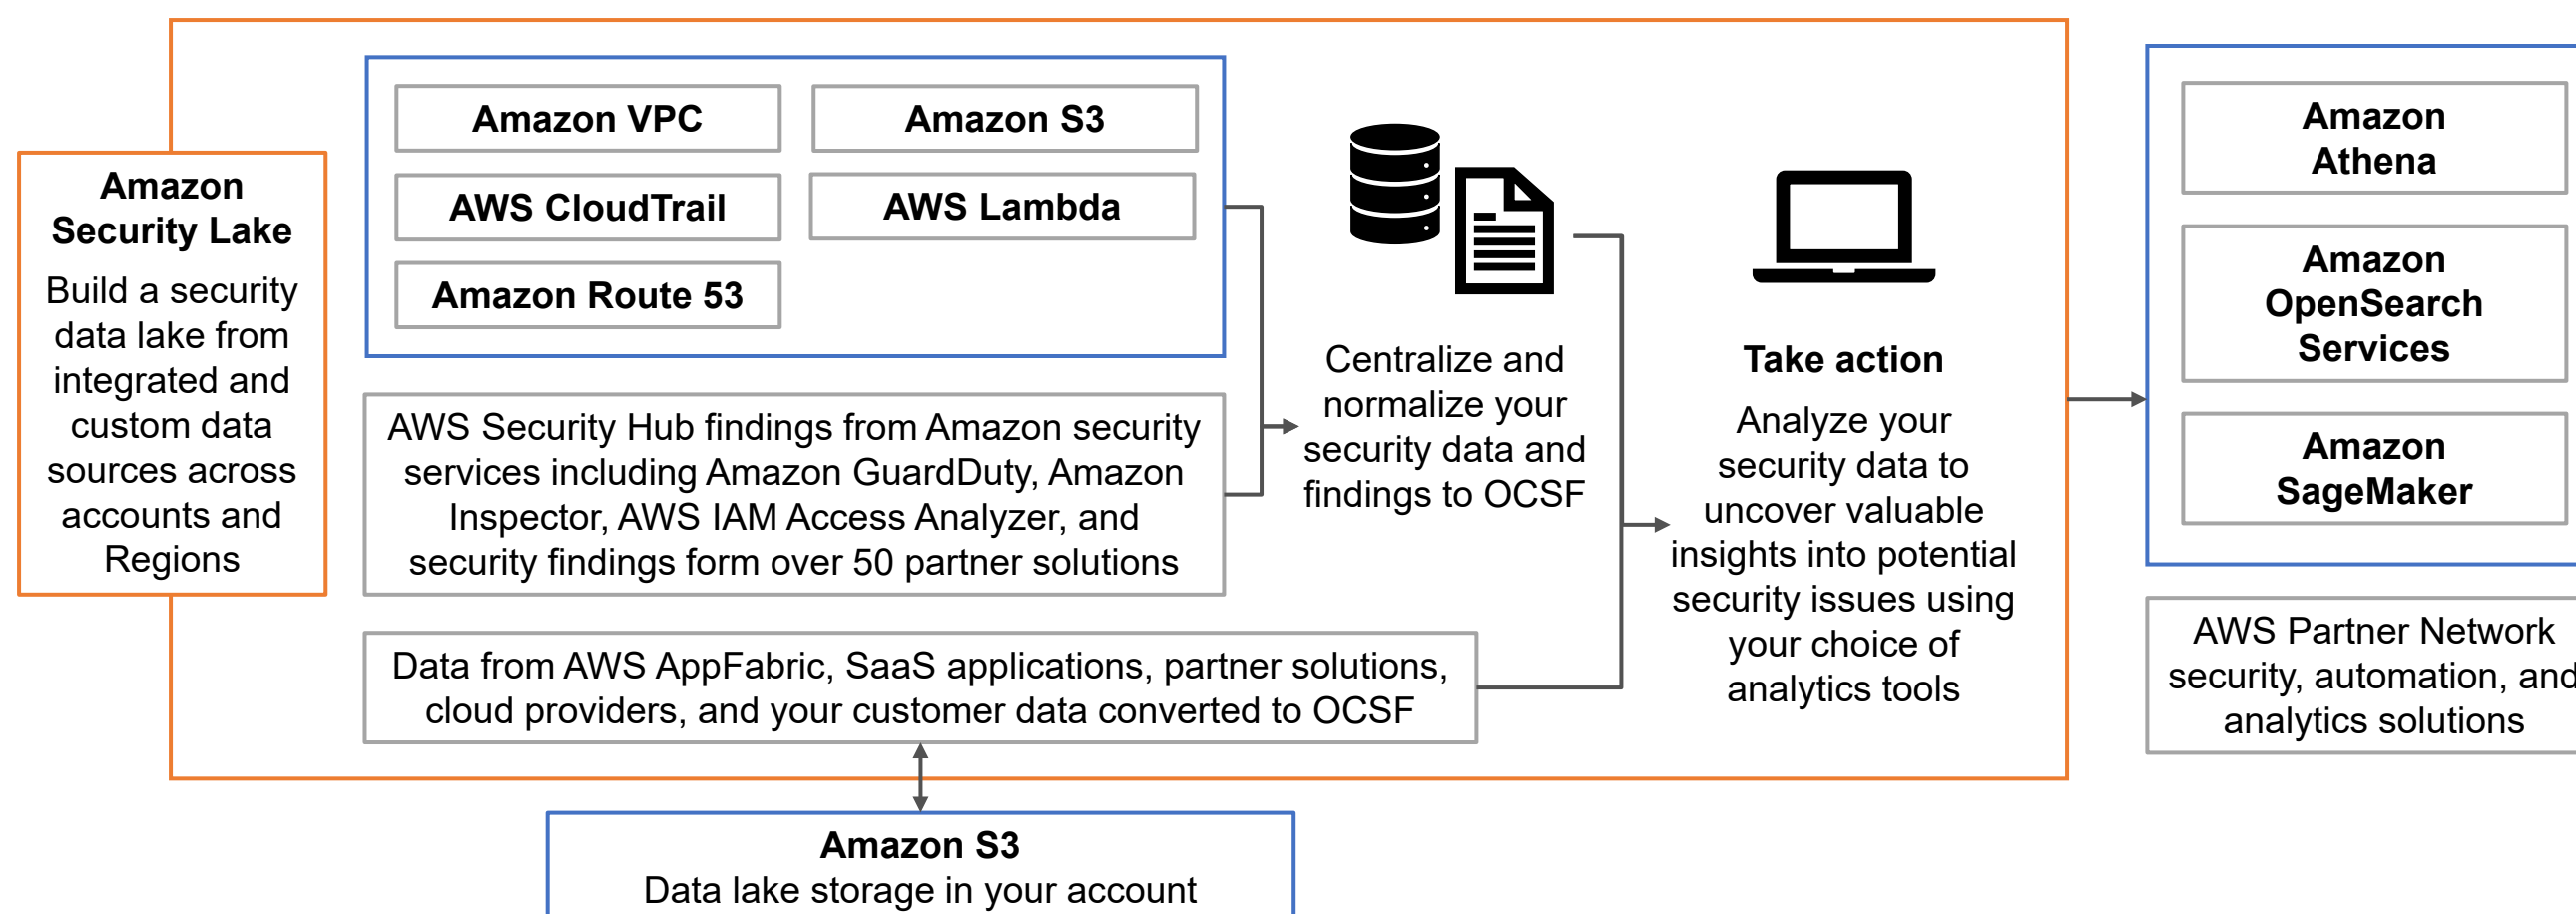 Amazon
Security Lake
Build a security
data lake from
integrated and
custom data
sources across
accounts and
Regions
Amazon VPC
Amazon S3
AWS CloudTrail
AWS Lambda
Amazon Route 53
AWS Security Hub findings from Amazon security
services including Amazon GuardDuty, Amazon
Inspector, AWS IAM Access Analyzer, and
security findings form over 50 partner solutions
Data from AWS AppFabric, SaaS applications, partner solutions,
cloud providers, and your customer data converted to OCSF
Centralize and
normalize your
security data and
findings to OCSF
Take action
Analyze your
security data to
uncover valuable
insights into potential
security issues using
your choice of
analytics tools
Amazon
Athena
Amazon
OpenSearch
Services
Amazon
SageMaker
AWS Partner Network
security, automation, and
analytics solutions
Amazon S3
Data lake storage in your account